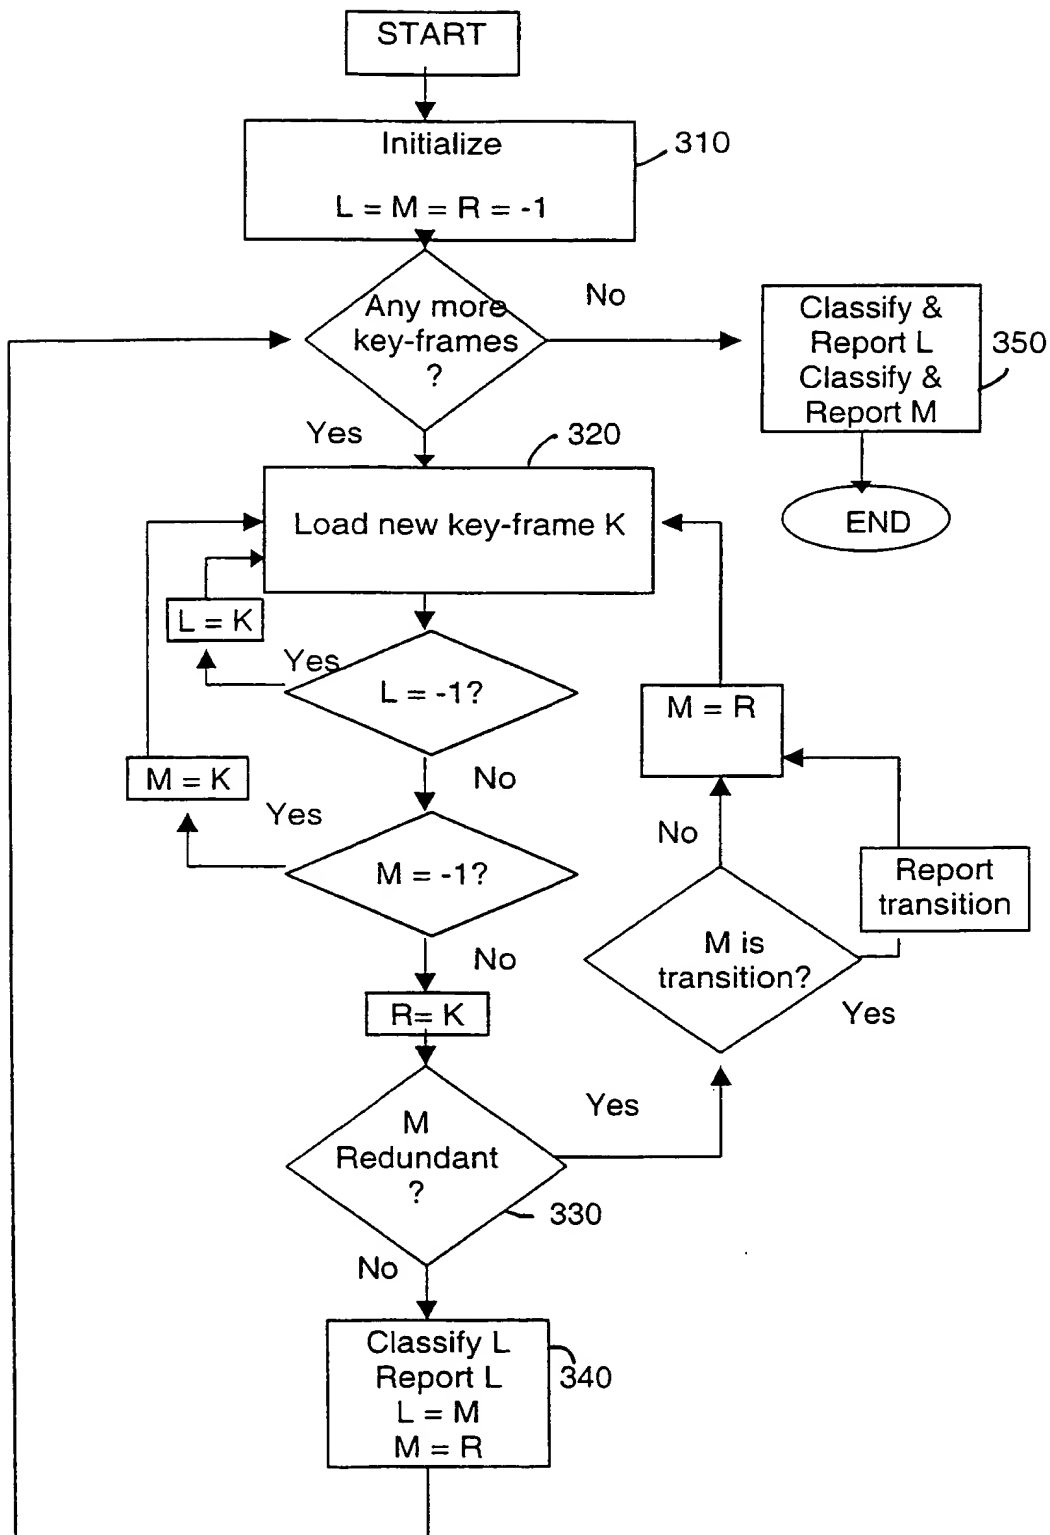 START
Initialize
310
L = M = R = -1
Any more
key-frames
?
No
Classify &
Report L
Classify &
Report M
350
END
Yes
320
Load new key-frame K
L = K
Yes
L = -1?
M = R
No
M = K
Yes
M = -1?
No
Report
transition
M is
transition?
Yes
No
R= K
M
Redundant
?
Yes
330
No
Classify L
Report L
L = M
M = R
340